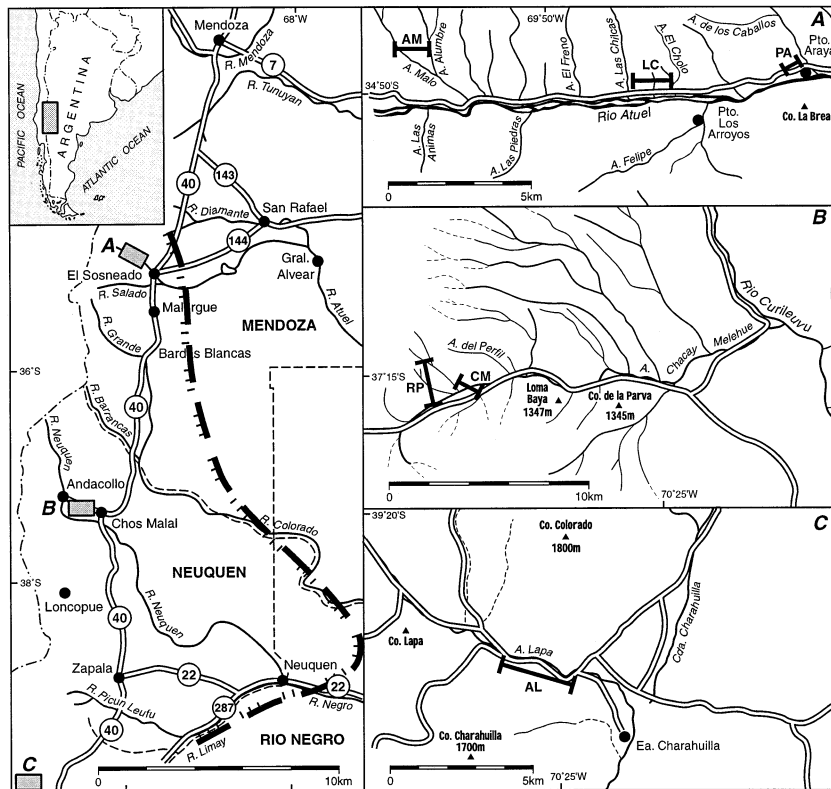 PACIFIC OCEAN
ARGENTINA
ATLANTIC OCEAN
68°W
Mendoza
R. Mendoza
7
R. Tunuyan
143
40
San Rafael
R. Diamante
144
A
Gral.
Alvear
El Sosneado
R. Salado
R. Atuel
Malargue
R. Grande
MENDOZA
Bardas Blancas
36°S
R. Barrancas
40
R. Neuquen
Andacollo
B
Chos Malal
R. Colorado
NEUQUEN
38°S
Loncopue
R. Neuquen
40
Zapala
22
Neuquen
22
R. Picun Leufu
287
R. Negro
40
R. Limay
RIO NEGRO
C
0
10km
A
69°50'W
AM
A. Alumbre
A. Malo
A. El Freno
A. Las Chilcas
LC
A. El Cholo
A. de los Caballos
PA
Pto.
Araya
34°50'S
Rio Atuel
Pto.
Los
Arroyos
Co. La Brea
A. Las
Animas
A. Las Piedras
A. Felipe
0
5km
B
Rio Curileuvu
A. del Perfil
A.
Chacay
Melehue
37°15'S
RP
CM
Loma
Baya
1347m
Co. de la Parva
1345m
0
10km
70°25'W
39°20'S
C
Co. Colorado
1800m
Cda. Charahuilla
Co. Lapa
A. Lapa
AL
Co. Charahuilla
1700m
Ea. Charahuilla
0
5km
70°25'W